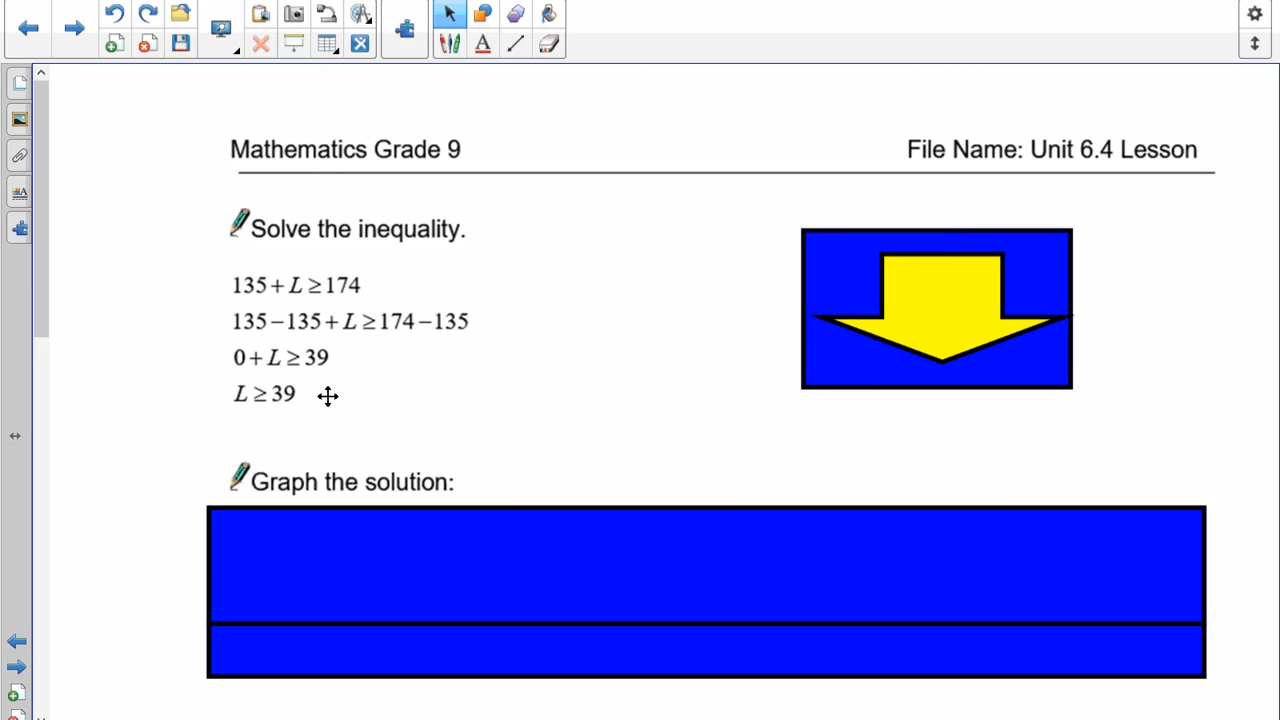 Mathematics Grade 9
File Name: Unit 6.4 Lesson
Solve the inequality.
135 + L ≥ 174
135 − 135 + L ≥ 174 − 135
0 + L ≥ 39
L ≥ 39
Graph the solution: